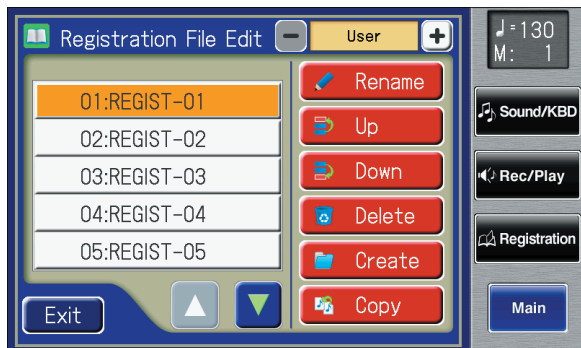 Registration File Edit
− User +
♩=130
M: 1
01:REGIST-01
02:REGIST-02
03:REGIST-03
04:REGIST-04
05:REGIST-05
Rename
Up
Down
Delete
Create
Copy
Exit
Sound/KBD
Rec/Play
Registration
Main